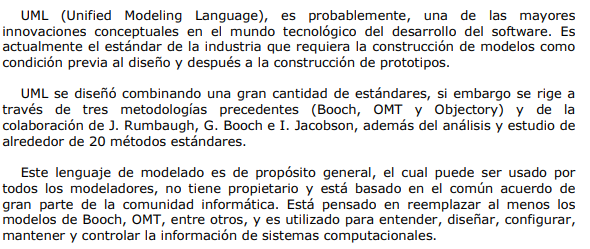 UML (Unified Modeling Language), es probablemente, una de las mayores
innovaciones conceptuales en el mundo tecnológico del desarrollo del software. Es
actualmente el estándar de la industria que requiera la construcción de modelos como
condición previa al diseño y después a la construcción de prototipos.
UML se diseñó combinando una gran cantidad de estándares, si embargo se rige a
través de tres metodologías precedentes (Booch, OMT y Objectory) y de la
colaboración de J. Rumbaugh, G. Booch e I. Jacobson, además del análisis y estudio de
alrededor de 20 métodos estándares.
Este lenguaje de modelado es de propósito general, el cual puede ser usado por
todos los modeladores, no tiene propietario y está basado en el común acuerdo de
gran parte de la comunidad informática. Está pensado en reemplazar al menos los
modelos de Booch, OMT, entre otros, y es utilizado para entender, diseñar, configurar,
mantener y controlar la información de sistemas computacionales.